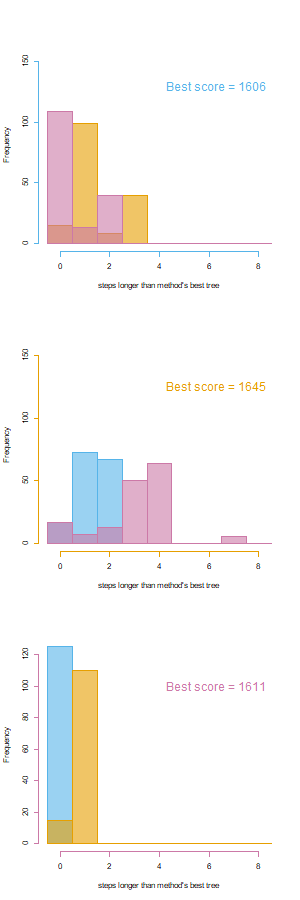 150
Best score = 1606
100
Frequency
50
0
0 2 4 6 8
steps longer than method's best tree
150
Best score = 1645
100
Frequency
50
0
0 2 4 6 8
steps longer than method's best tree
120
100
Best score = 1611
80
Frequency
60
40
20
0
0 2 4 6 8
steps longer than method's best tree